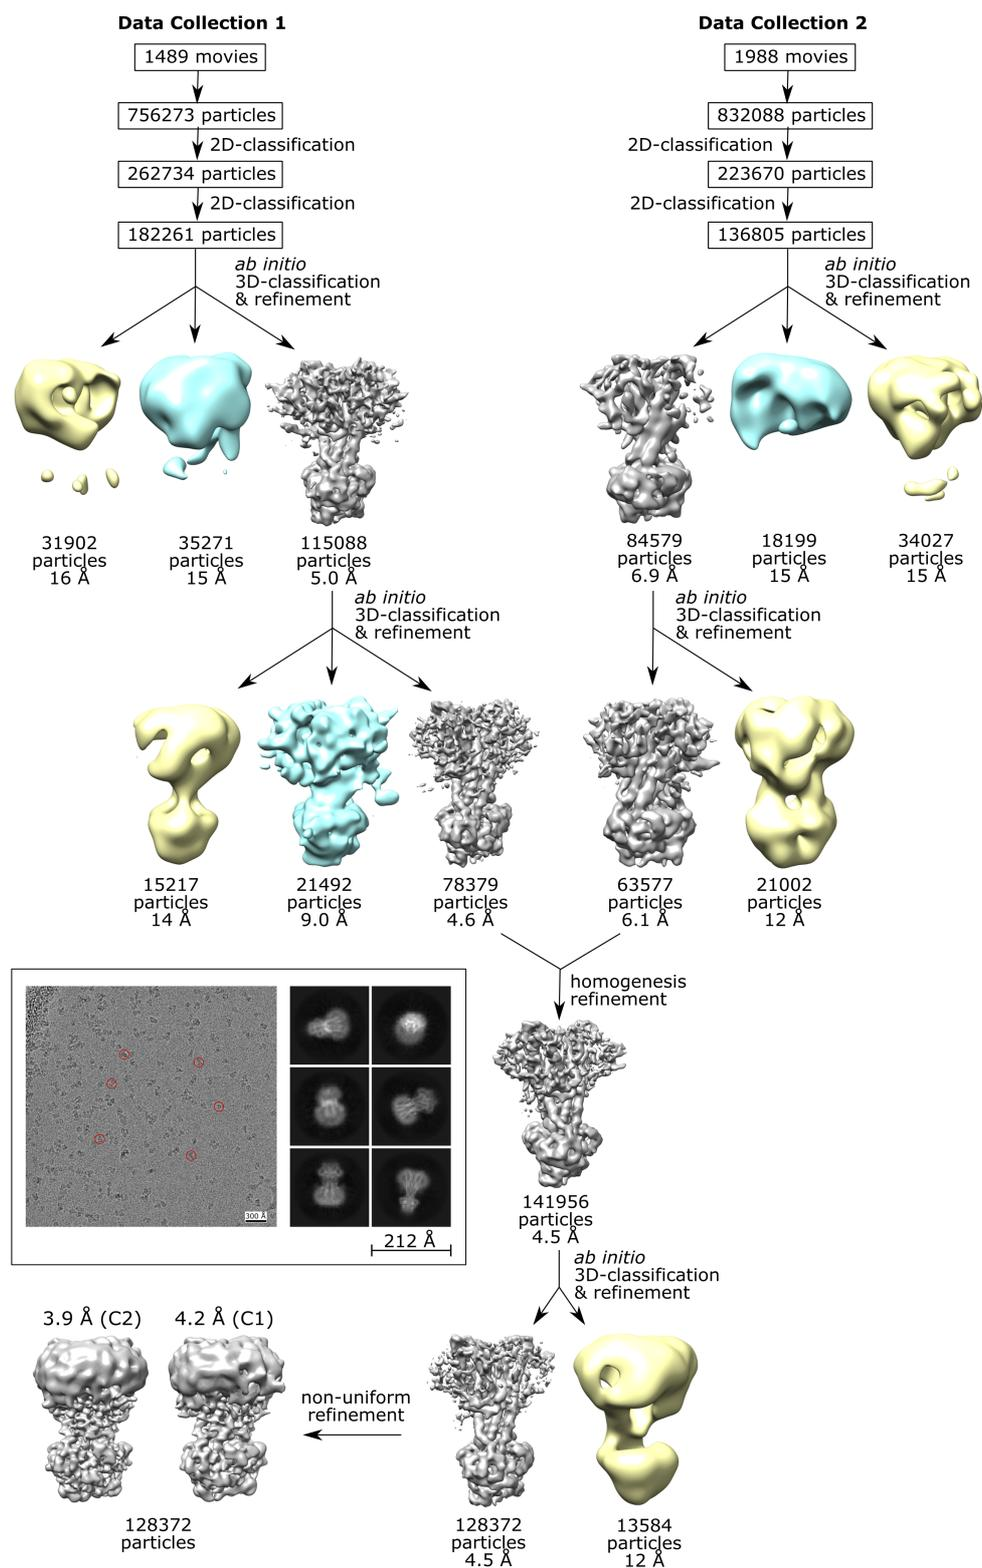 Data Collection 1
1489 movies
756273 particles
2D-classification
262734 particles
2D-classification
182261 particles
ab initio
3D-classification
& refinement
31902
particles
16 Å
35271
particles
15 Å
115088
particles
5.0 Å
ab initio
3D-classification
& refinement
15217
particles
14 Å
21492
particles
9.0 Å
78379
particles
4.6 Å
Data Collection 2
1988 movies
832088 particles
2D-classification
223670 particles
2D-classification
136805 particles
ab initio
3D-classification
& refinement
84579
particles
6.9 Å
18199
particles
15 Å
34027
particles
15 Å
ab initio
3D-classification
& refinement
63577
particles
6.1 Å
21002
particles
12 Å
homogenesis
refinement
300 Å
212 Å
141956
particles
4.5 Å
ab initio
3D-classification
& refinement
128372
particles
4.5 Å
13584
particles
12 Å
non-uniform
refinement
3.9 Å (C2)
4.2 Å (C1)
128372
particles